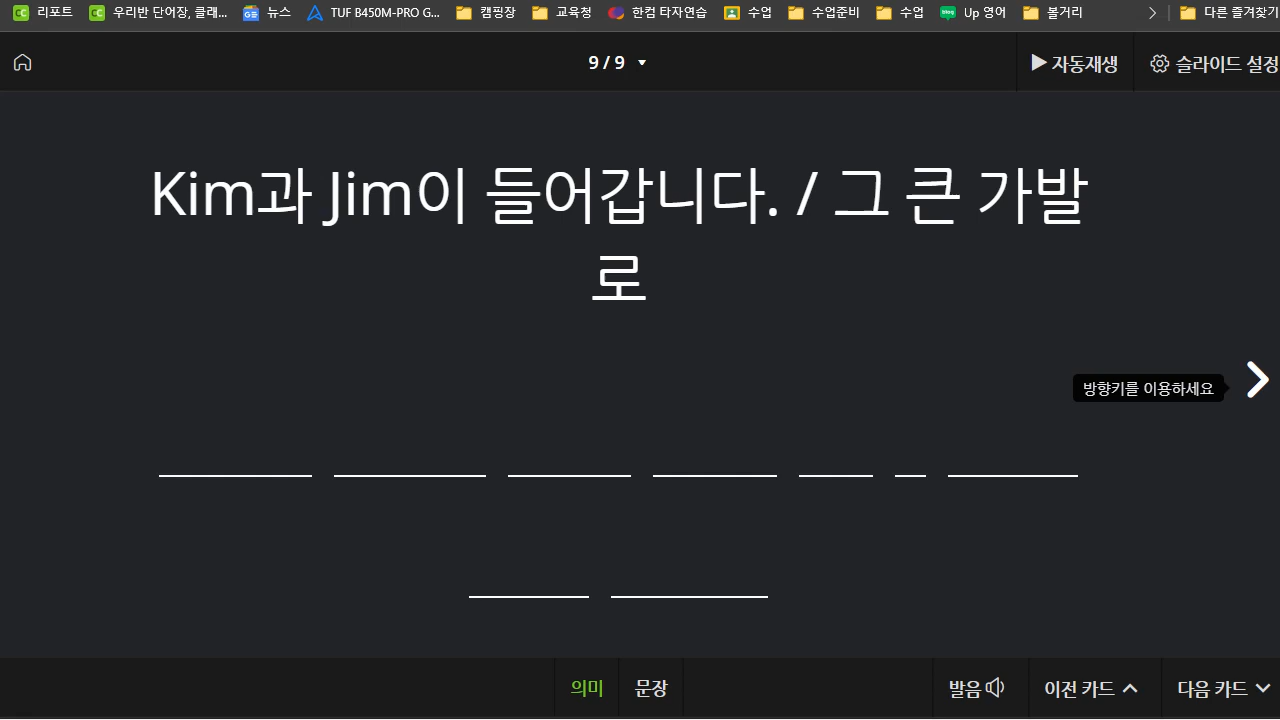 리포트 우리반 단어장, 클래... 뉴스 TUF B450M-PRO G... 캠핑장 교육청 한컴 타자연습 수업 수업준비 수업 Up 영어 볼거리 다른 즐겨찾기
9 / 9 자동재생 슬라이드 설정
Kim과 Jim이 들어갑니다. / 그 큰 가발
로
방향키를 이용하세요
의미 문장 발음 이전 카드 다음 카드